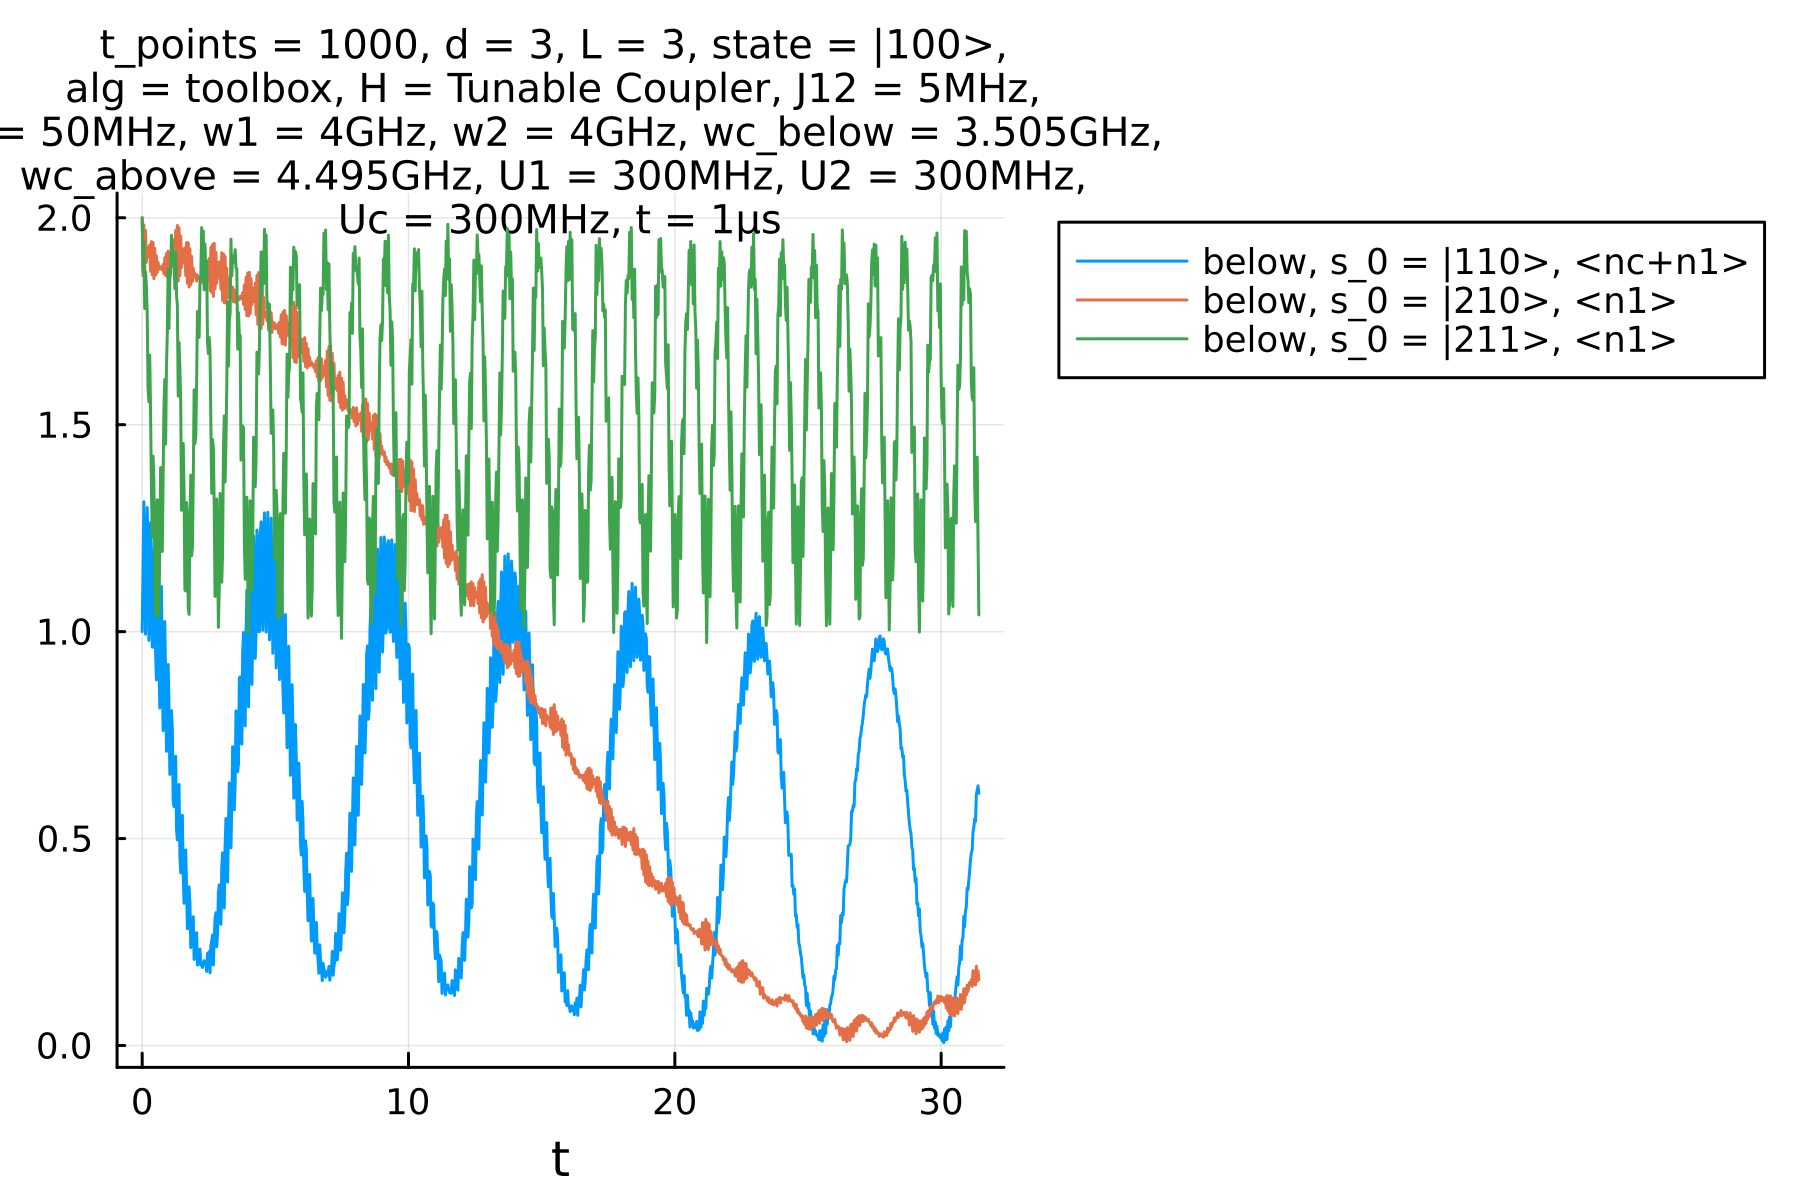 t_points = 1000, d = 3, L = 3, state = |100>,
alg = toolbox, H = Tunable Coupler, J12 = 5MHz,
= 50MHz, w1 = 4GHz, w2 = 4GHz, wc_below = 3.505GHz,
wc_above = 4.495GHz, U1 = 300MHz, U2 = 300MHz,
Uc = 300MHz, t = 1μs
2.0
1.5
1.0
0.5
0.0
0 10 20 30
t
below, s_0 = |110>, <nc+n1>
below, s_0 = |210>, <n1>
below, s_0 = |211>, <n1>